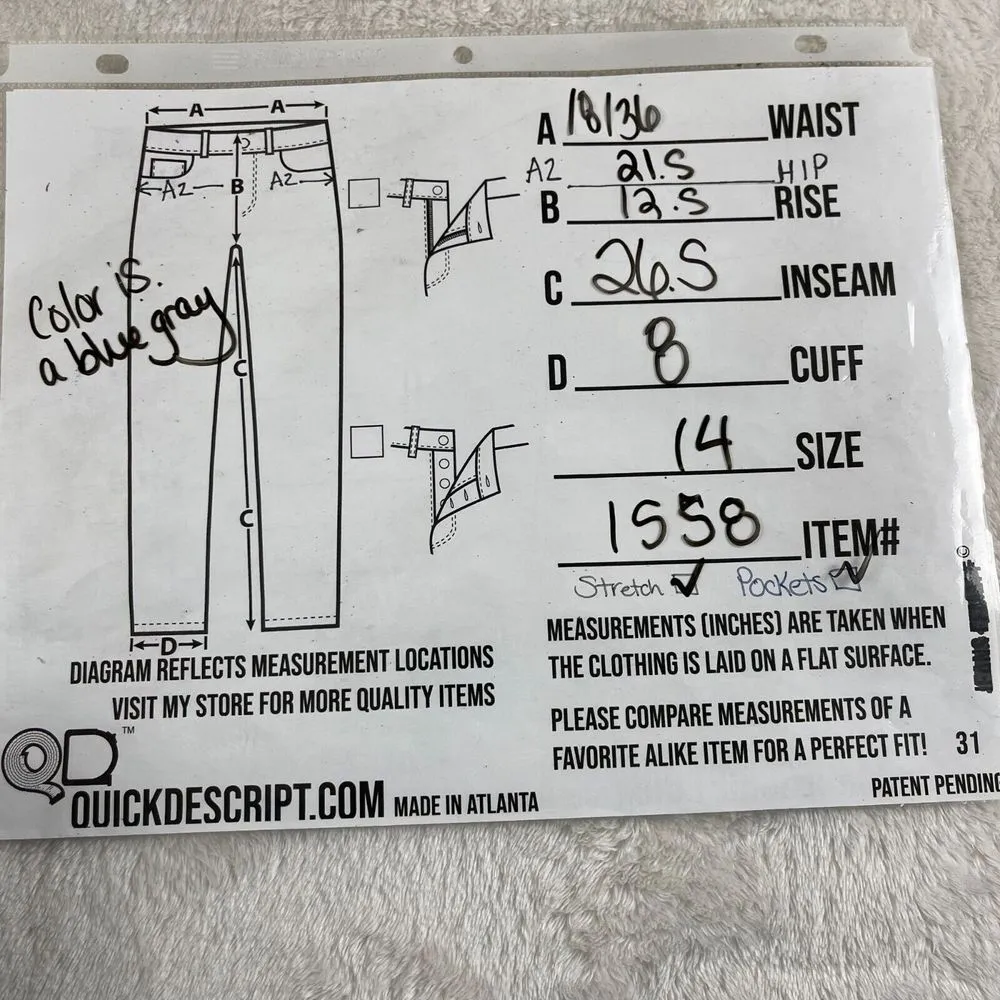 A A
A 18/36 WAIST
A2 21.5 HIP
A2 B A2
B 12.5 RISE
Color is.
a blue gray
C 26.5 INSEAM
C
D 8 CUFF
14 SIZE
C
1558 ITEM#
Stretch ✓ Pockets ✓
D
DIAGRAM REFLECTS MEASUREMENT LOCATIONS
VISIT MY STORE FOR MORE QUALITY ITEMS
MEASUREMENTS (INCHES) ARE TAKEN WHEN
THE CLOTHING IS LAID ON A FLAT SURFACE.
PLEASE COMPARE MEASUREMENTS OF A
FAVORITE ALIKE ITEM FOR A PERFECT FIT! 31
PATENT PENDING
QD ™
QUICKDESCRIPT.COM MADE IN ATLANTA